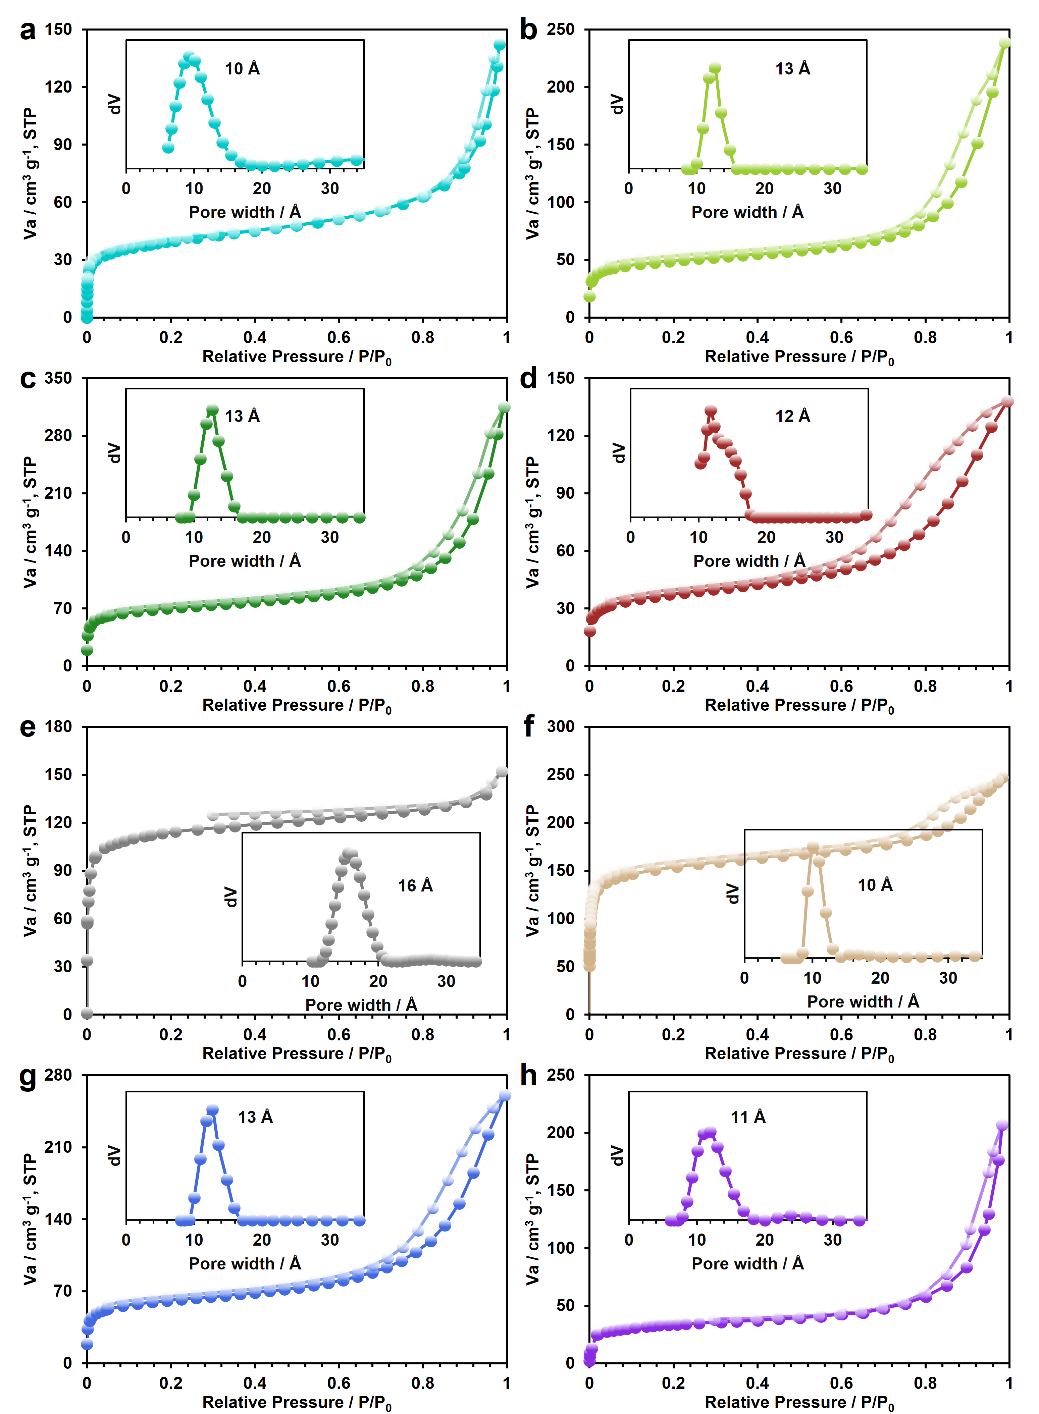 a
150
120
90
60
30
0
Va / cm³ g⁻¹, STP
10 Å
dV
0 10 20 30
Pore width / Å
0 0.2 0.4 0.6 0.8 1
Relative Pressure / P/P₀
b
250
200
150
100
50
0
Va / cm³ g⁻¹, STP
13 Å
dV
0 10 20 30
Pore width / Å
0 0.2 0.4 0.6 0.8 1
Relative Pressure / P/P₀
c
350
280
210
140
70
0
Va / cm³ g⁻¹, STP
13 Å
dV
0 10 20 30
Pore width / Å
0 0.2 0.4 0.6 0.8 1
Relative Pressure / P/P₀
d
150
120
90
60
30
0
Va / cm³ g⁻¹, STP
12 Å
dV
0 10 20 30
Pore width / Å
0 0.2 0.4 0.6 0.8 1
Relative Pressure / P/P₀
e
180
150
120
90
60
30
0
Va / cm³ g⁻¹, STP
16 Å
dV
0 10 20 30
Pore width / Å
0 0.2 0.4 0.6 0.8 1
Relative Pressure / P/P₀
f
300
250
200
150
100
50
0
Va / cm³ g⁻¹, STP
10 Å
dV
0 10 20 30
Pore width / Å
0 0.2 0.4 0.6 0.8 1
Relative Pressure / P/P₀
g
280
210
140
70
0
Va / cm³ g⁻¹, STP
13 Å
dV
0 10 20 30
Pore width / Å
0 0.2 0.4 0.6 0.8 1
Relative Pressure / P/P₀
h
250
200
150
100
50
0
Va / cm³ g⁻¹, STP
11 Å
dV
0 10 20 30
Pore width / Å
0 0.2 0.4 0.6 0.8 1
Relative Pressure / P/P₀